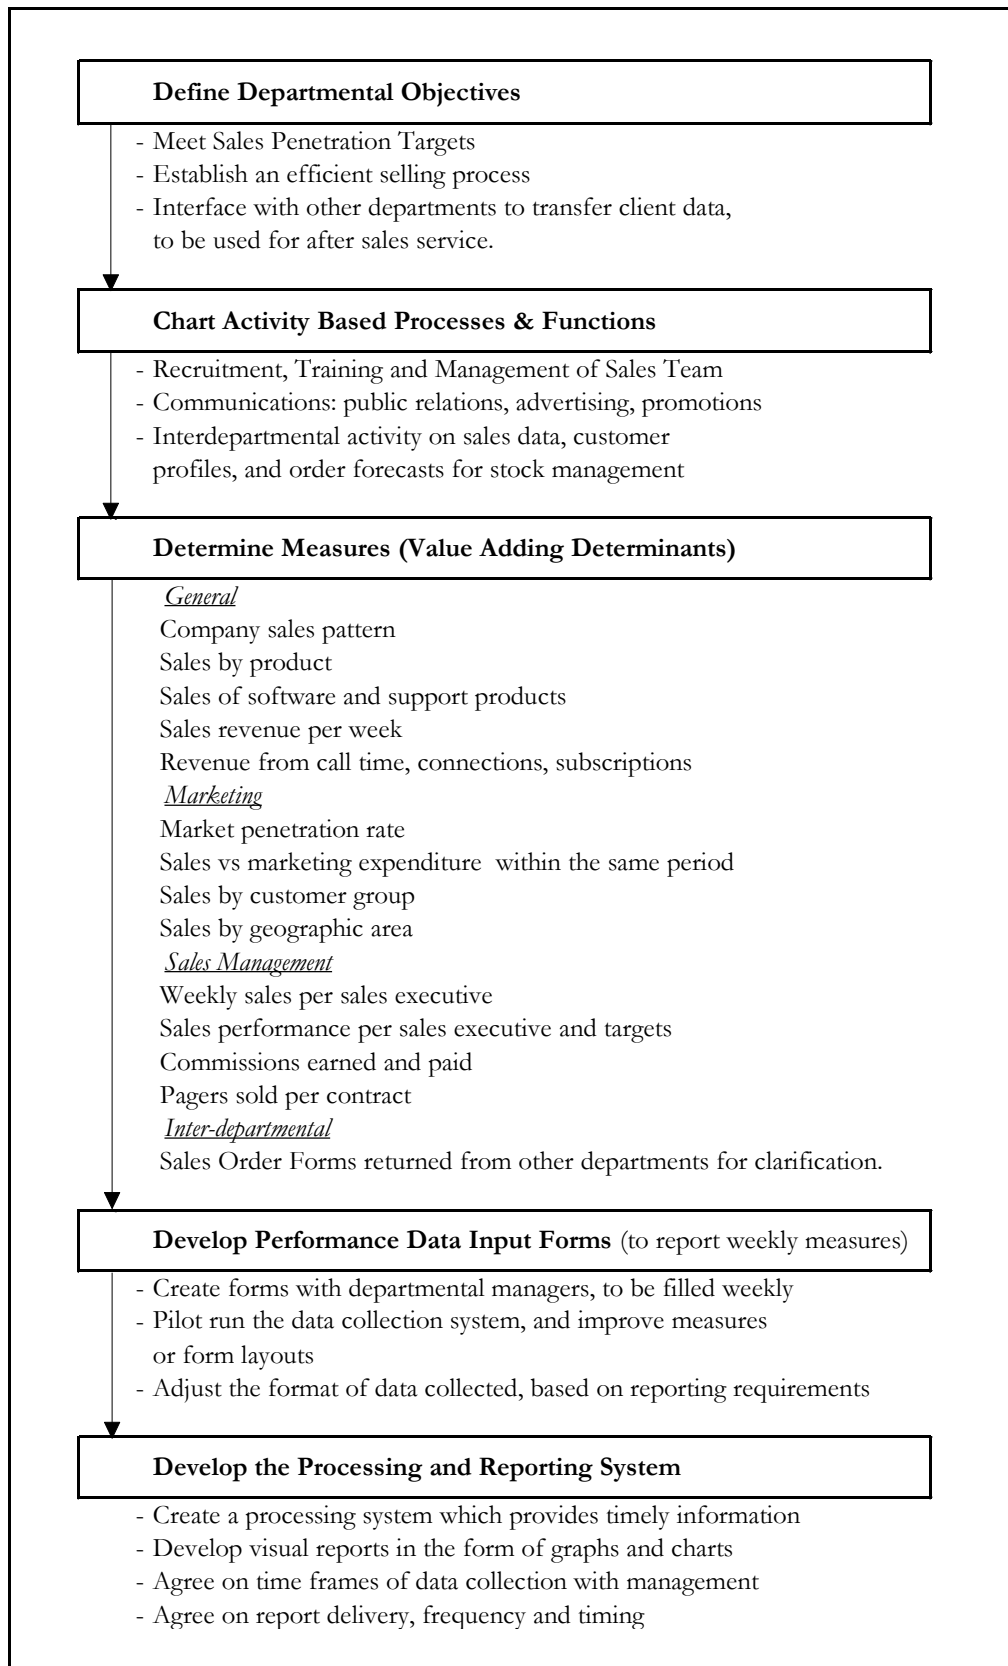 Define Departmental Objectives
- Meet Sales Penetration Targets
- Establish an efficient selling process
- Interface with other departments to transfer client data,
to be used for after sales service.
Chart Activity Based Processes & Functions
- Recruitment, Training and Management of Sales Team
- Communications: public relations, advertising, promotions
- Interdepartmental activity on sales data, customer
profiles, and order forecasts for stock management
Determine Measures (Value Adding Determinants)
General
Company sales pattern
Sales by product
Sales of software and support products
Sales revenue per week
Revenue from call time, connections, subscriptions
Marketing
Market penetration rate
Sales vs marketing expenditure  within the same period
Sales by customer group
Sales by geographic area
Sales Management
Weekly sales per sales executive
Sales performance per sales executive and targets
Commissions earned and paid
Pagers sold per contract
Inter-departmental
Sales Order Forms returned from other departments for clarification.
Develop Performance Data Input Forms (to report weekly measures)
- Create forms with departmental managers, to be filled weekly
- Pilot run the data collection system, and improve measures
or form layouts
- Adjust the format of data collected, based on reporting requirements
Develop the Processing and Reporting System
- Create a processing system which provides timely information
- Develop visual reports in the form of graphs and charts
- Agree on time frames of data collection with management
- Agree on report delivery, frequency and timing